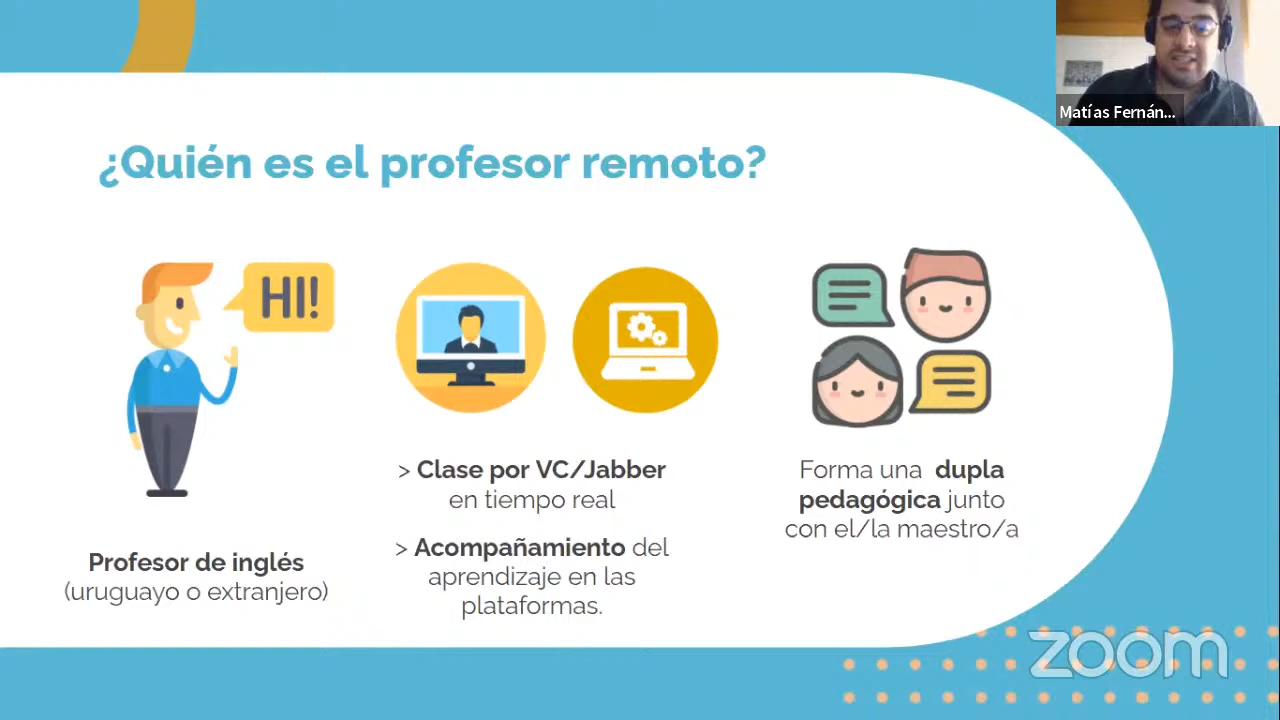 Matías Fernán...
¿Quién es el profesor remoto?
HI!
Profesor de inglés
(uruguayo o extranjero)
> Clase por VC/Jabber
en tiempo real
> Acompañamiento del
aprendizaje en las
plataformas.
Forma una dupla
pedagógica junto
con el/la maestro/a
zoom